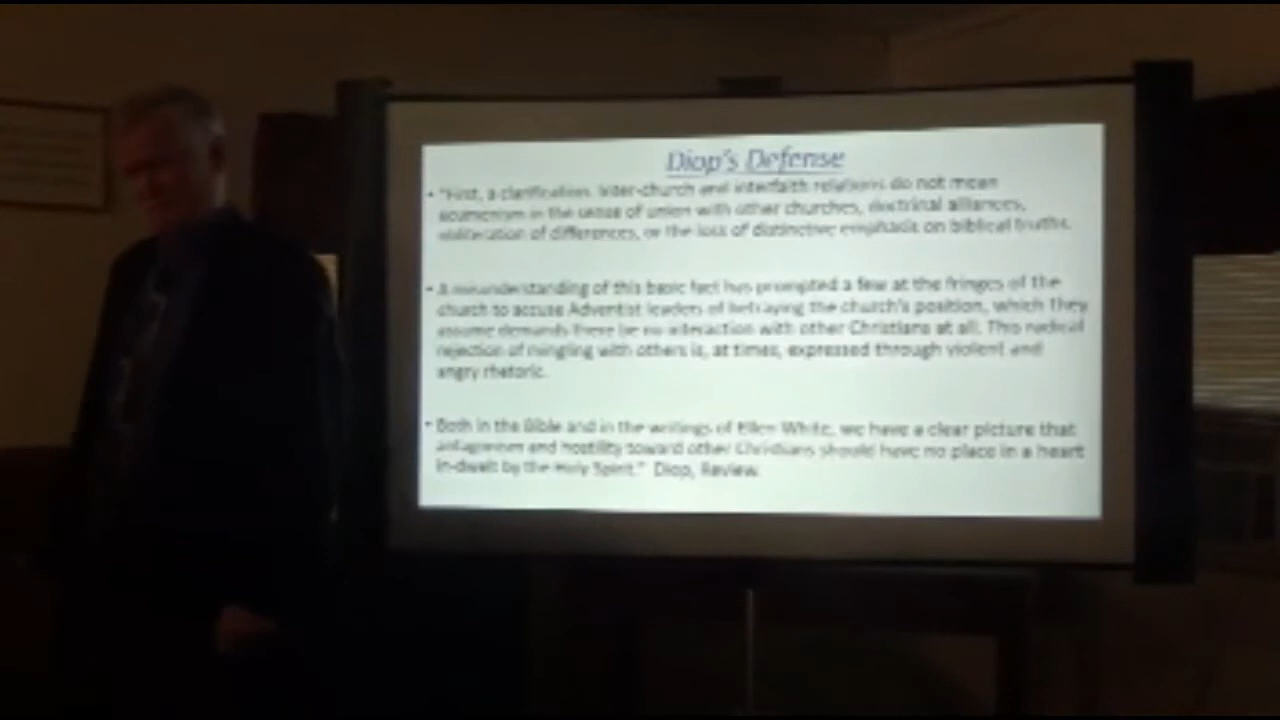 Diop's Defense
• "First, a clarification. Inter-church and interfaith relations do not mean
ecumenism in the sense of union with other churches, doctrinal alliances,
obliteration of differences, or the loss of distinctive emphasis on biblical truths.
• A misunderstanding of this basic fact has prompted a few at the fringes of the
church to accuse Adventist leaders of betraying the church's position, which they
assume demands there be no interaction with other Christians at all. This radical
rejection of mingling with others is, at times, expressed through violent and
angry rhetoric.
• Both in the Bible and in the writings of Ellen White, we have a clear picture that
antagonism and hostility toward other Christians should have no place in a heart
in-dwelt by the Holy Spirit." Diop, Review